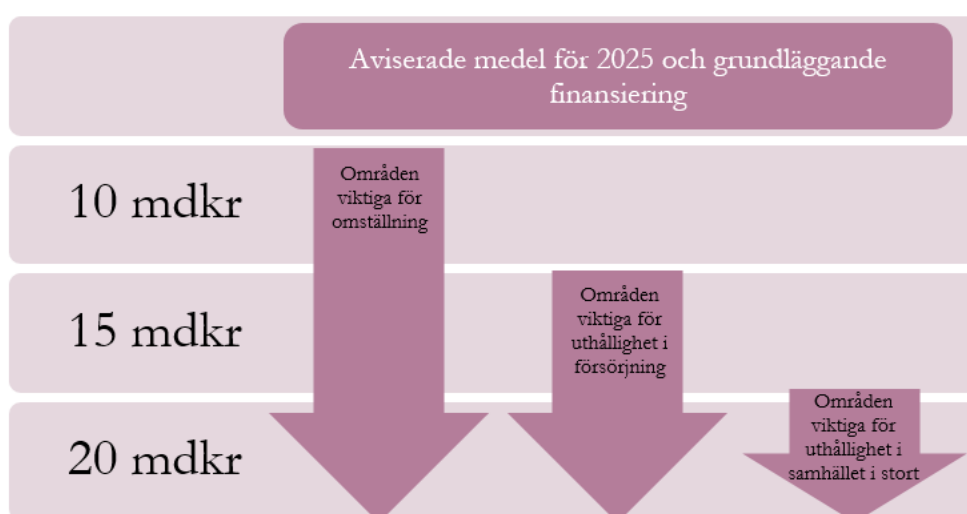 Aviserade medel för 2025 och grundläggande
finansiering
10 mdkr
Områden
viktiga för
omställning
15 mdkr
Områden
viktiga för
uthållighet i
försörjning
20 mdkr
Områden
viktiga för
uthållighet i
samhället i stort